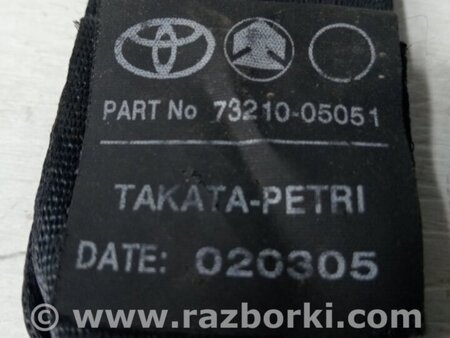 PART No 73210-05051
TAKATA-PETRI
DATE: 020305
© www.razborki.com